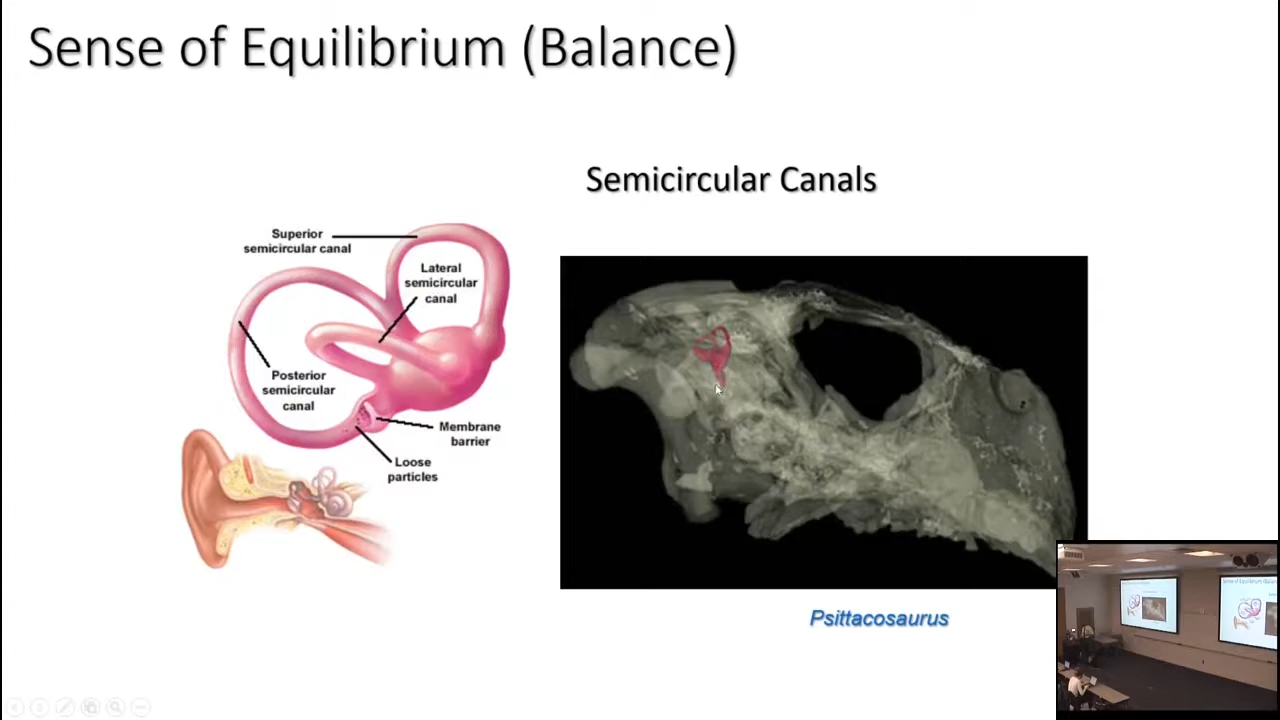 Sense of Equilibrium (Balance)
Semicircular Canals
Superior
semicircular canal
Lateral
semicircular
canal
Posterior
semicircular
canal
Membrane
barrier
Loose
particles
Psittacosaurus